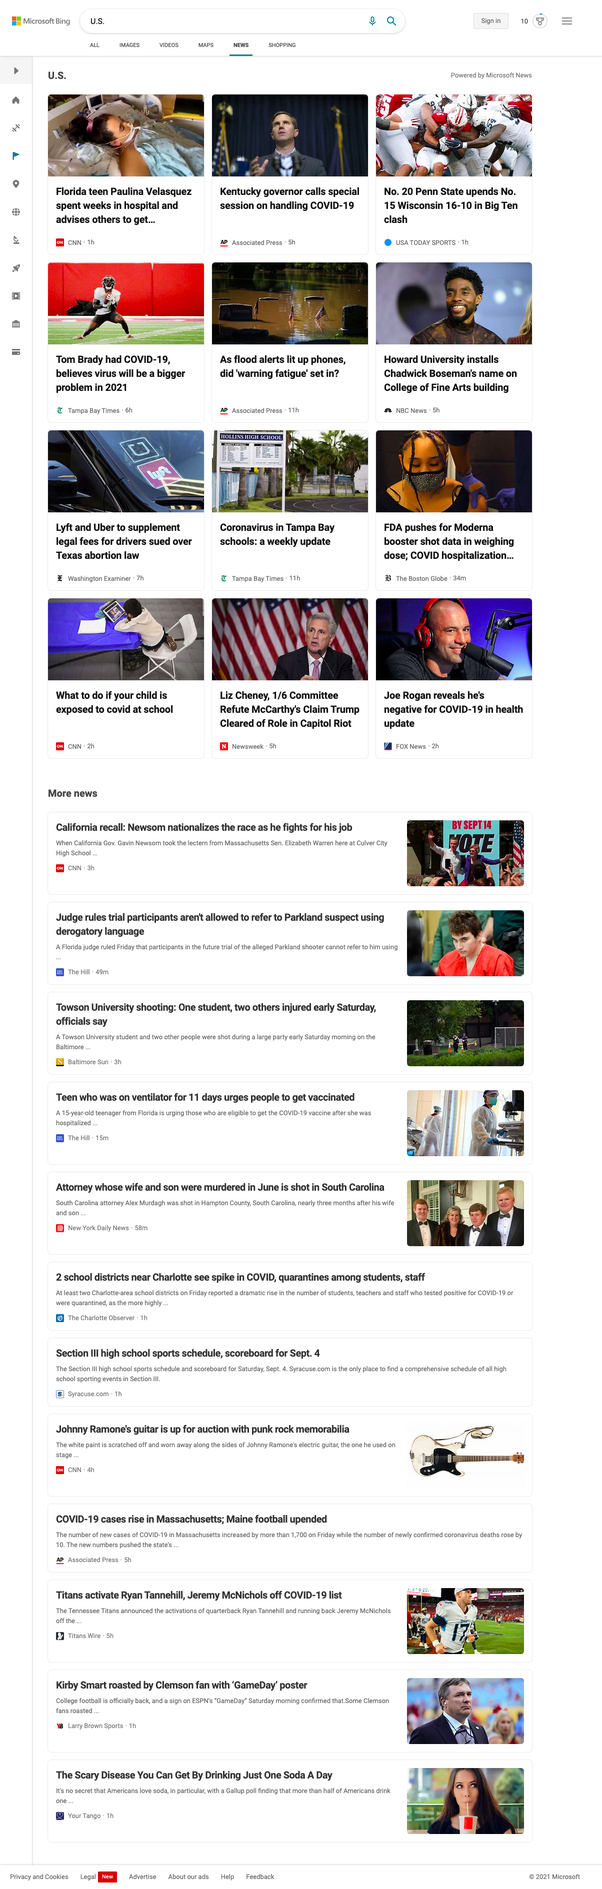 Microsoft Bing
U.S.
Sign in
10
ALL IMAGES VIDEOS MAPS NEWS SHOPPING
U.S.
Powered by Microsoft News
Florida teen Paulina Velasquez
spent weeks in hospital and
advises others to get...
CNN · 1h
Kentucky governor calls special
session on handling COVID-19
AP Associated Press · 5h
No. 20 Penn State upends No.
15 Wisconsin 16-10 in Big Ten
clash
USA TODAY SPORTS · 1h
Tom Brady had COVID-19,
believes virus will be a bigger
problem in 2021
Tampa Bay Times · 6h
As flood alerts lit up phones,
did 'warning fatigue' set in?
AP Associated Press · 11h
Howard University installs
Chadwick Boseman's name on
College of Fine Arts building
NBC News · 5h
lyft
Lyft and Uber to supplement
legal fees for drivers sued over
Texas abortion law
Washington Examiner · 7h
HOLLINS HIGH SCHOOL
Coronavirus in Tampa Bay
schools: a weekly update
Tampa Bay Times · 11h
FDA pushes for Moderna
booster shot data in weighing
dose; COVID hospitalization...
The Boston Globe · 34m
What to do if your child is
exposed to covid at school
CNN · 2h
Liz Cheney, 1/6 Committee
Refute McCarthy's Claim Trump
Cleared of Role in Capitol Riot
N Newsweek · 5h
Joe Rogan reveals he's
negative for COVID-19 in health
update
FOX News · 2h
More news
California recall: Newsom nationalizes the race as he fights for his job
When California Gov. Gavin Newsom took the lectern from Massachusetts Sen. Elizabeth Warren here at Culver City
High School ...
CNN · 3h
BY SEPT 14
VOTE
Judge rules trial participants aren't allowed to refer to Parkland suspect using
derogatory language
A Florida judge ruled Friday that participants in the future trial of the alleged Parkland shooter cannot refer to him using
...
The Hill · 49m
Towson University shooting: One student, two others injured early Saturday,
officials say
A Towson University student and two other people were shot during a large party early Saturday morning on the
Baltimore ...
Baltimore Sun · 3h
Teen who was on ventilator for 11 days urges people to get vaccinated
A 15-year-old teenager from Florida is urging those who are eligible to get the COVID-19 vaccine after she was
hospitalized ...
The Hill · 15m
Attorney whose wife and son were murdered in June is shot in South Carolina
South Carolina attorney Alex Murdagh was shot in Hampton County, South Carolina, nearly three months after his wife
and son ...
New York Daily News · 58m
2 school districts near Charlotte see spike in COVID, quarantines among students, staff
At least two Charlotte-area school districts on Friday reported a dramatic rise in the number of students, teachers and staff who tested positive for COVID-19 or
were quarantined, as the more highly ...
The Charlotte Observer · 1h
Section III high school sports schedule, scoreboard for Sept. 4
The Section III high school sports schedule and scoreboard for Saturday, Sept. 4. Syracuse.com is the only place to find a comprehensive schedule of all high
school sporting events in Section III.
Syracuse.com · 1h
Johnny Ramone's guitar is up for auction with punk rock memorabilia
The white paint is scratched off and worn away along the sides of Johnny Ramone's electric guitar, the one he used on
stage ...
CNN · 4h
COVID-19 cases rise in Massachusetts; Maine football upended
The number of new cases of COVID-19 in Massachusetts increased by more than 1,700 on Friday while the number of newly confirmed coronavirus deaths rose by
10. The new numbers pushed the state's ...
AP Associated Press · 5h
Titans activate Ryan Tannehill, Jeremy McNichols off COVID-19 list
The Tennessee Titans announced the activations of quarterback Ryan Tannehill and running back Jeremy McNichols
off the ...
Titans Wire · 5h
17
Kirby Smart roasted by Clemson fan with ‘GameDay’ poster
College football is officially back, and a sign on ESPN's “GameDay” Saturday morning confirmed that.Some Clemson
fans roasted ...
Larry Brown Sports · 1h
The Scary Disease You Can Get By Drinking Just One Soda A Day
It's no secret that Americans love soda, in particular, with a Gallup poll finding that more than half of Americans drink
one ...
Your Tango · 1h
Privacy and Cookies Legal New Advertise About our ads Help Feedback © 2021 Microsoft